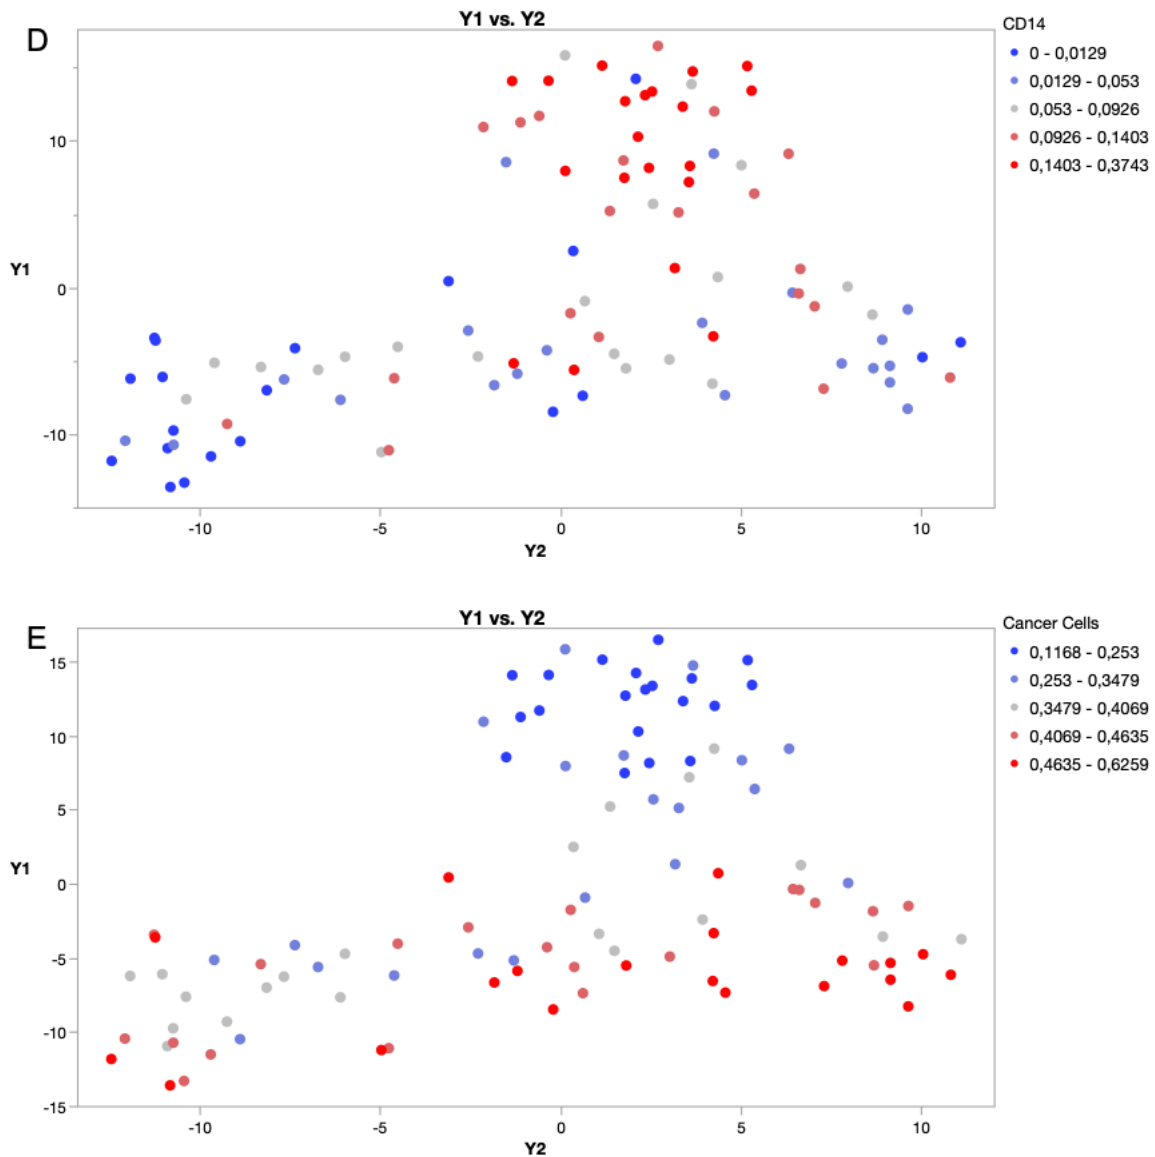 D
Y1 vs. Y2
CD14
0 - 0,0129
0,0129 - 0,053
0,053 - 0,0926
0,0926 - 0,1403
0,1403 - 0,3743
10
0
-10
Y1
-10 -5 0 5 10
Y2
E
Y1 vs. Y2
Cancer Cells
0,1168 - 0,253
0,253 - 0,3479
0,3479 - 0,4069
0,4069 - 0,4635
0,4635 - 0,6259
15
10
5
0
-5
-10
-15
Y1
-10 -5 0 5 10
Y2